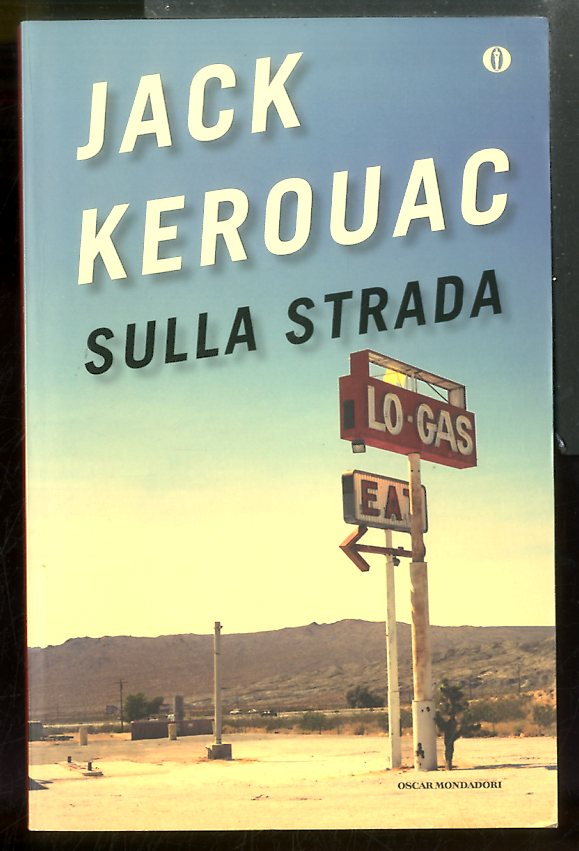 JACK
KEROUAC
SULLA STRADA
LO-GAS
EAT
OSCAR MONDADORI